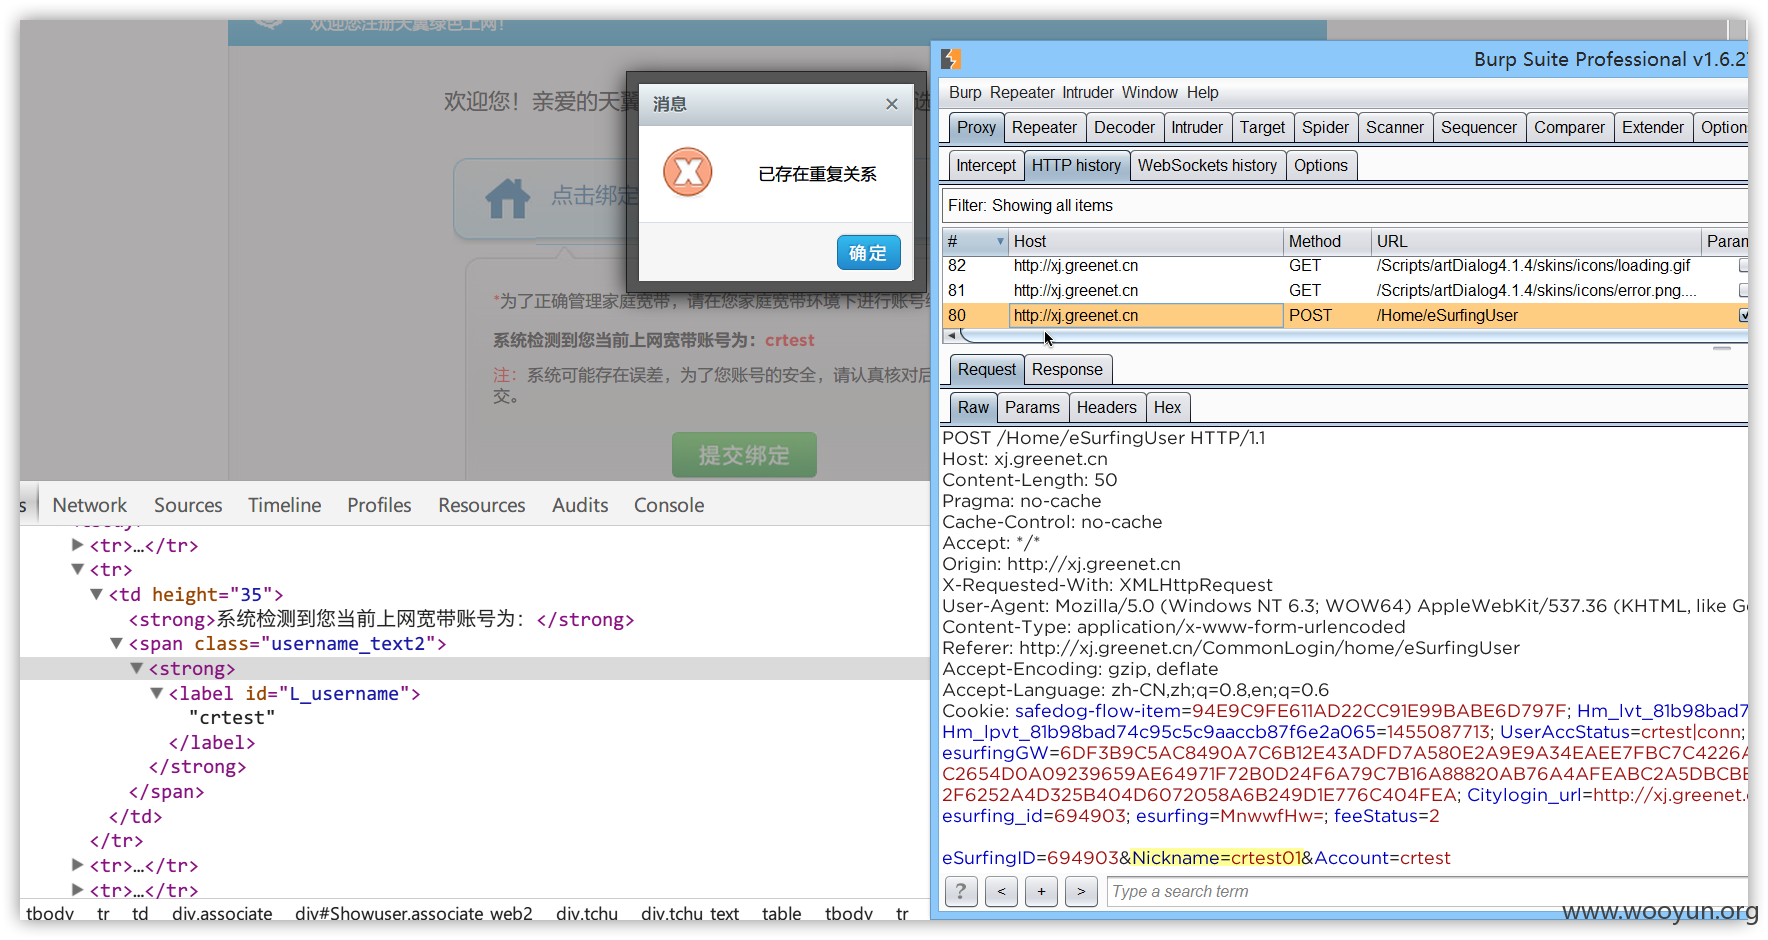 欢迎您注册天翼绿色上网！
欢迎您！亲爱的天翼
选
点击绑定
消息
×
已存在重复关系
确定
*为了正确管理家庭宽带，请在您家庭宽带环境下进行账号绑
系统检测到您当前上网宽带账号为：crtest
注：系统可能存在误差，为了您账号的安全，请认真核对后
交。
提交绑定
s Network Sources Timeline Profiles Resources Audits Console
<tr>…</tr>
<tr>
<td height="35">
<strong>系统检测到您当前上网宽带账号为：</strong>
<span class="username_text2">
<strong>
<label id="L_username">
"crtest"
</label>
</strong>
</span>
</td>
</tr>
<tr>…</tr>
<tr>…</tr>
tbody tr td div.associate div#Showuser.associate web2 div.tchu div.tchu text table tbody tr
Burp Suite Professional v1.6.27
Burp Repeater Intruder Window Help
Proxy Repeater Decoder Intruder Target Spider Scanner Sequencer Comparer Extender Option
Intercept HTTP history WebSockets history Options
Filter: Showing all items
# Host Method URL Param
82 http://xj.greenet.cn GET /Scripts/artDialog4.1.4/skins/icons/loading.gif
81 http://xj.greenet.cn GET /Scripts/artDialog4.1.4/skins/icons/error.png....
80 http://xj.greenet.cn POST /Home/eSurfingUser
Request Response
Raw Params Headers Hex
POST /Home/eSurfingUser HTTP/1.1
Host: xj.greenet.cn
Content-Length: 50
Pragma: no-cache
Cache-Control: no-cache
Accept: */*
Origin: http://xj.greenet.cn
X-Requested-With: XMLHttpRequest
User-Agent: Mozilla/5.0 (Windows NT 6.3; WOW64) AppleWebKit/537.36 (KHTML, like Ge
Content-Type: application/x-www-form-urlencoded
Referer: http://xj.greenet.cn/CommonLogin/home/eSurfingUser
Accept-Encoding: gzip, deflate
Accept-Language: zh-CN,zh;q=0.8,en;q=0.6
Cookie: safedog-flow-item=94E9C9FE611AD22CC91E99BABE6D797F; Hm_lvt_81b98bad7
Hm_lpvt_81b98bad74c95c5c9aaccb87f6e2a065=1455087713; UserAccStatus=crtest|conn;
esurfingGW=6DF3B9C5AC8490A7C6B12E43ADFD7A580E2A9E9A34EAEE7FBC7C4226A
C2654D0A09239659AE64971F72B0D24F6A79C7B16A88820AB76A4AFEABC2A5DBCBE
2F6252A4D325B404D6072058A6B249D1E776C404FEA; Citylogin_url=http://xj.greenet.
esurfing_id=694903; esurfing=MnwwfHw=; feeStatus=2
eSurfingID=694903&Nickname=crtest01&Account=crtest
? < + > Type a search term
www.wooyun.org